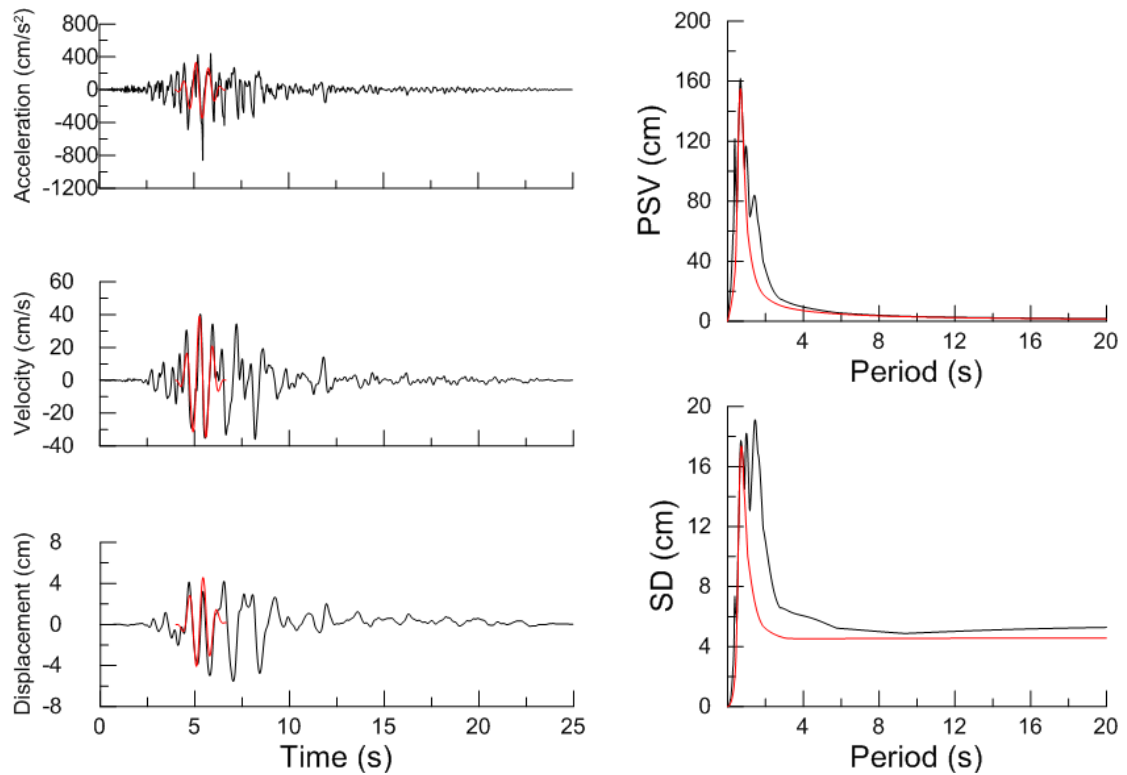 800
400
0
-400
-800
-1200
Acceleration (cm/s²)
60
40
20
0
-20
-40
Velocity (cm/s)
8
4
0
-4
-8
Displacement (cm)
0 5 10 15 20 25
Time (s)
200
160
120
80
40
0
PSV (cm)
4 8 12 16 20
Period (s)
20
16
12
8
4
0
SD (cm)
4 8 12 16 20
Period (s)